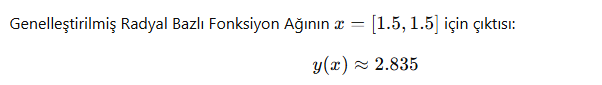 Genelleştirilmiş Radyal Bazlı Fonksiyon Ağının x = [1.5, 1.5] için çıktısı:
y(x) ≈ 2.835